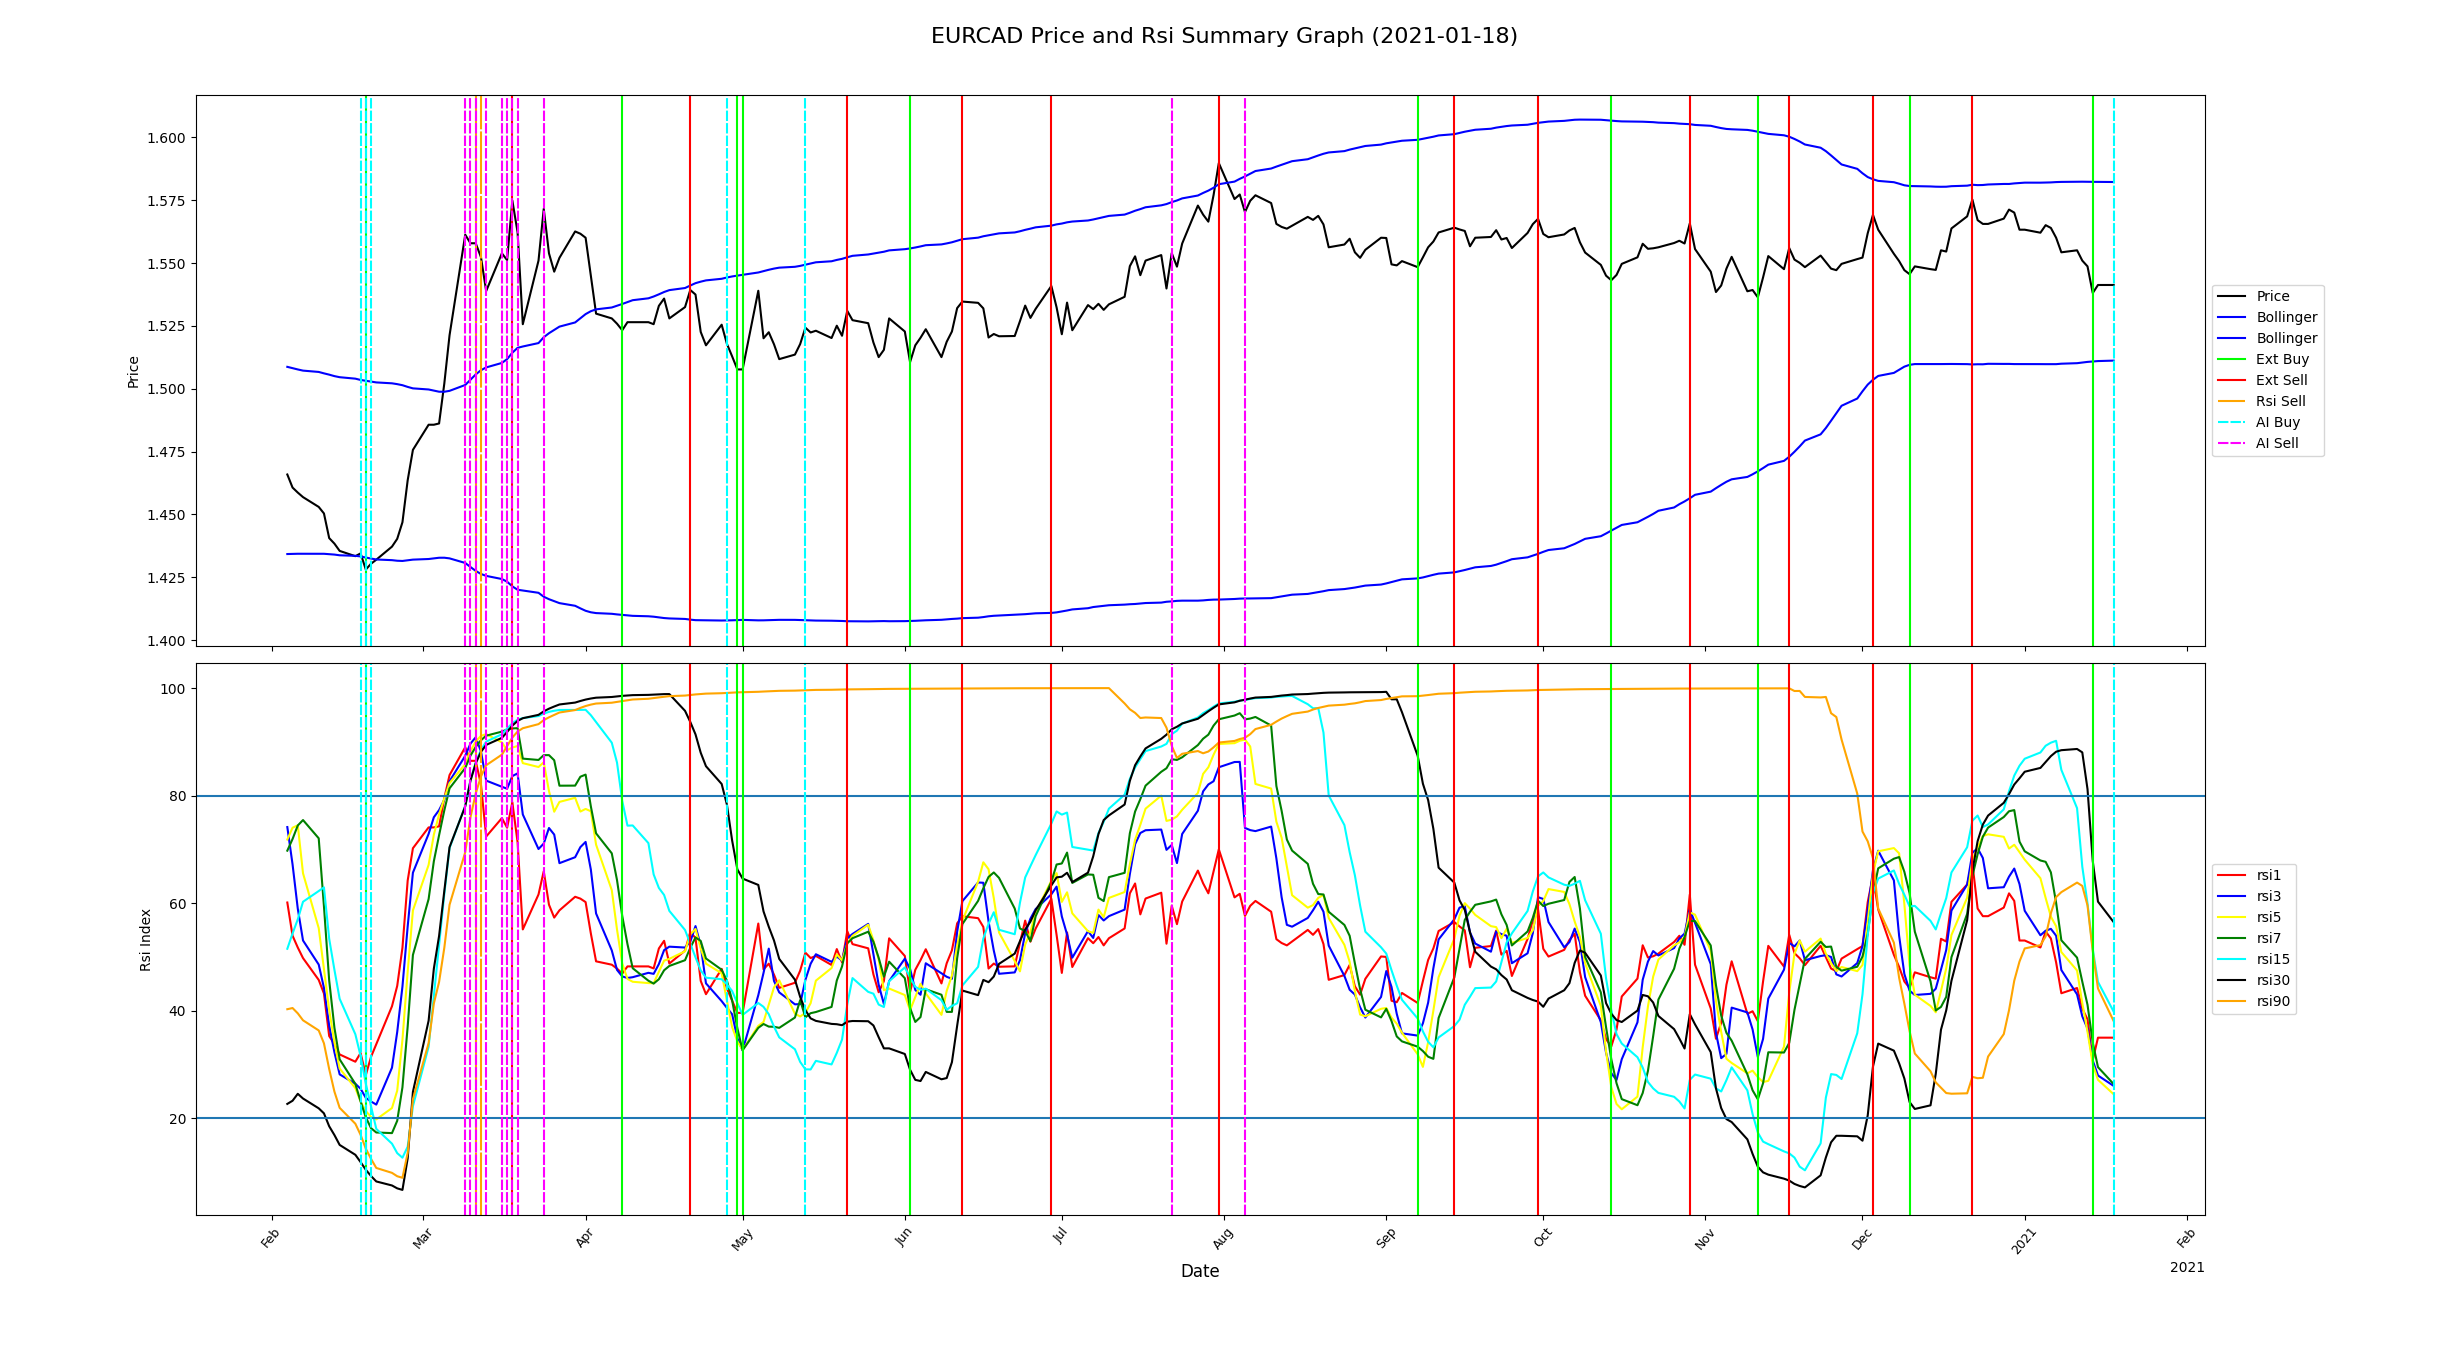 EURCAD Price and Rsi Summary Graph (2021-01-18)
1.600
1.575
1.550
1.525
1.500
1.475
1.450
1.425
1.400
Price
Price
Bollinger
Bollinger
Ext Buy
Ext Sell
Rsi Sell
AI Buy
AI Sell
100
80
60
40
20
Rsi Index
rsi1
rsi3
rsi5
rsi7
rsi15
rsi30
rsi90
Feb
Mar
Apr
May
Jun
Jul
Aug
Sep
Oct
Nov
Dec
2021
Feb
Date
2021